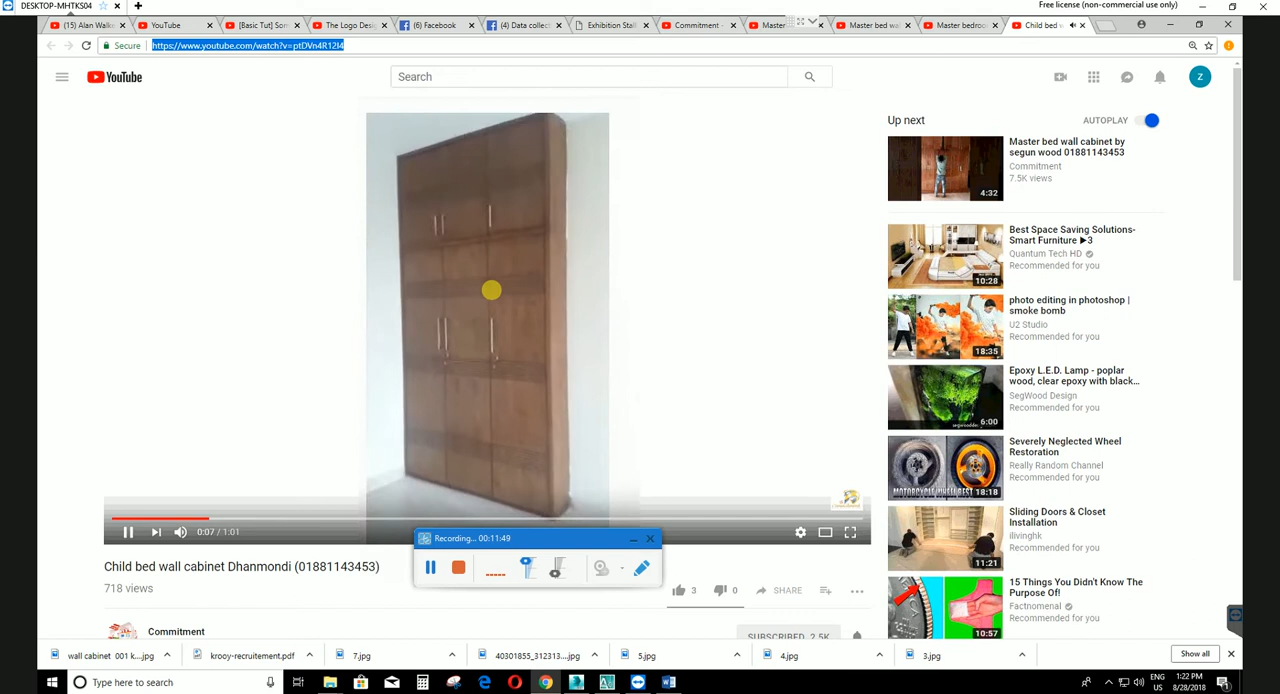 DESKTOP-MHTKS04
Free license (non-commercial use only)
(15) Alan Walk
YouTube
[Basic Tut] Son
The Logo Desig
(6) Facebook
(4) Data collect
Exhibition Stal
Commitment -
Master
Master bed wa
Master bedroo
Child bed w
Secure
https://www.youtube.com/watch?v=ptDVn4R12I4
YouTube
Search
Z
Up next
AUTOPLAY
Master bed wall cabinet by
segun wood 01881143453
Commitment
7.5K views
4:32
Best Space Saving Solutions-
Smart Furniture ▶3
Quantum Tech HD
Recommended for you
10:28
photo editing in photoshop |
smoke bomb
U2 Studio
Recommended for you
18:35
Epoxy L.E.D. Lamp - poplar
wood, clear epoxy with black...
SegWood Design
Recommended for you
6:00
Severely Neglected Wheel
Restoration
Really Random Channel
Recommended for you
MOTORCYCLE WHEEL REST
18:18
Sliding Doors & Closet
Installation
ilivinghk
Recommended for you
11:21
15 Things You Didn't Know The
Purpose Of!
Factnomenal
Recommended for you
10:57
0:07 / 1:01
Recording... 00:11:49
Child bed wall cabinet Dhanmondi (01881143453)
718 views
3
0
SHARE
Commitment
SUBSCRIBED 2.5K
wall cabinet 001 k....jpg
krooy-recruitement.pdf
7.jpg
40301855_312313....jpg
5.jpg
4.jpg
3.jpg
Show all
Type here to search
ENG
US
1:22 PM
8/28/2018